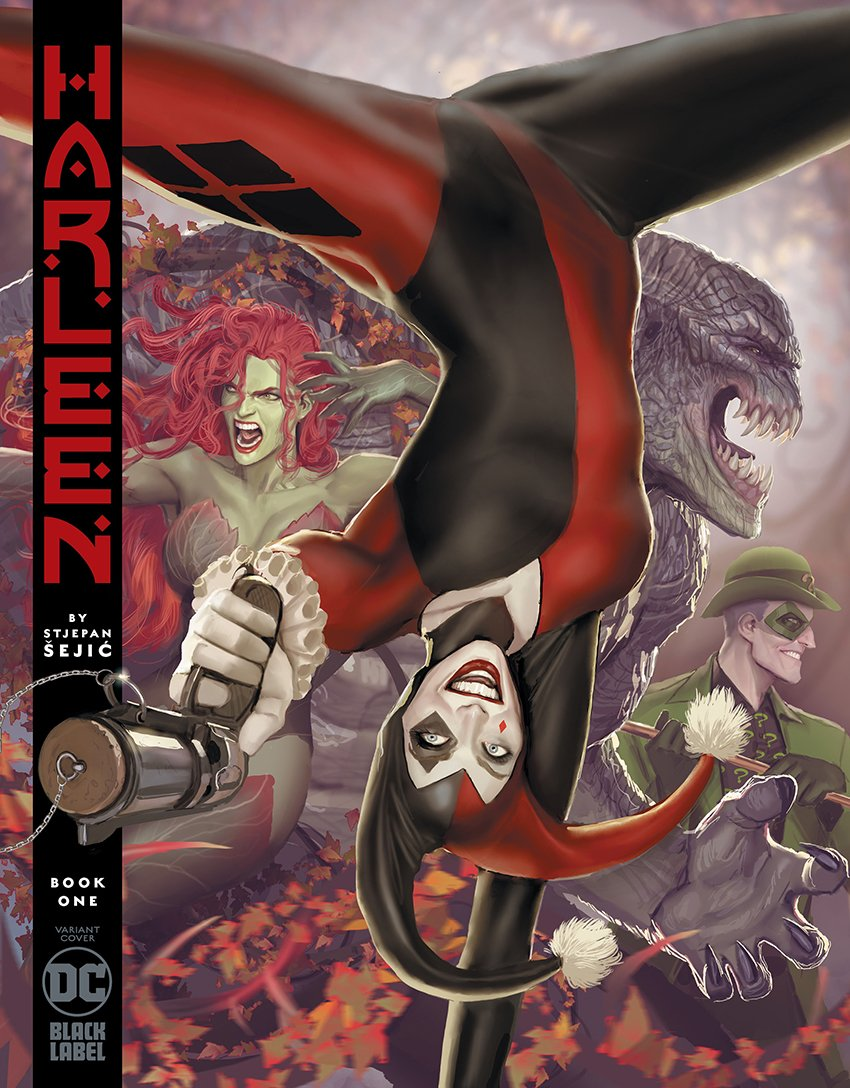 HARLEEN
BY
STJEPAN
ŠEJIĆ
BOOK
ONE
VARIANT
COVER
DC
BLACK
LABEL
?
?
?
?
?